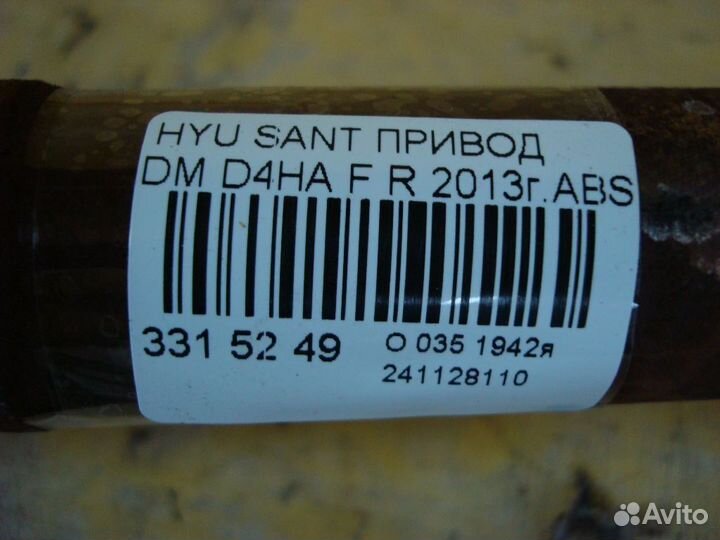 HYU SANT ПРИВОД
DM D4HA F R 2013г.ABS
331 52 49
О 035 1942я
241128110
Avito